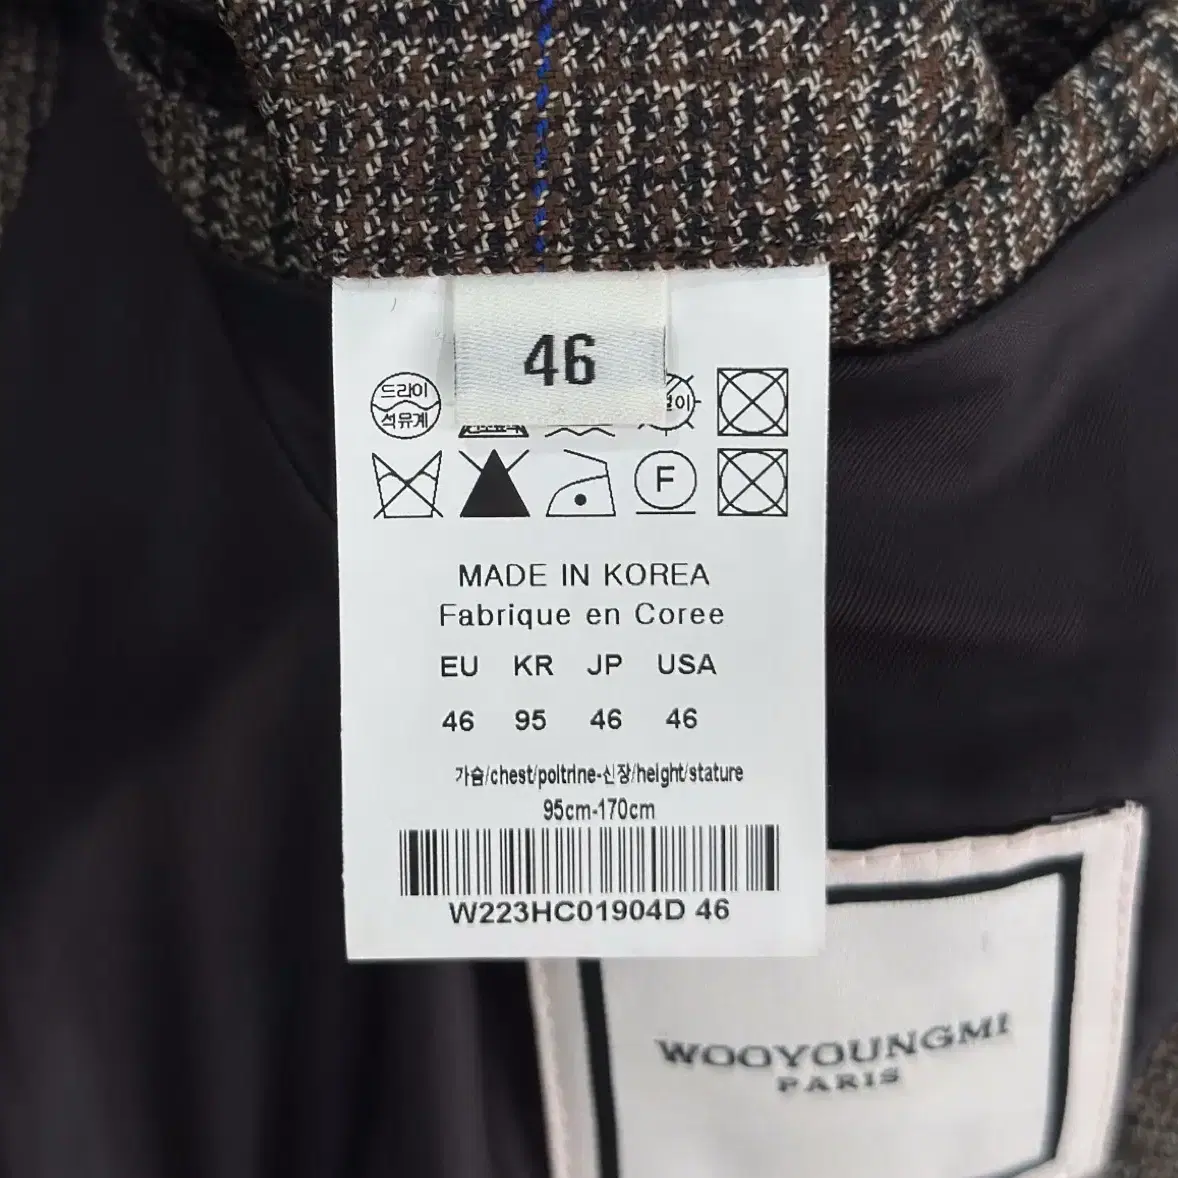 46
드라이
석유계
F
MADE IN KOREA
Fabrique en Coree
EU KR JP USA
46 95 46 46
가슴/chest/poltrine-신장/height/stature
95cm-170cm
W223HC01904D 46
WOOYOUNGMI
PARIS